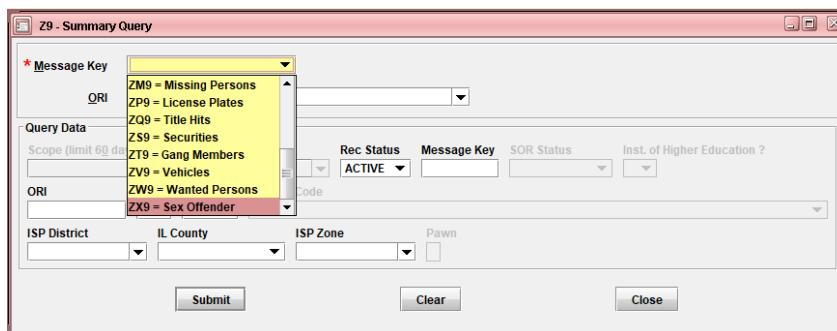 Z9 - Summary Query
* Message Key
ZM9 = Missing Persons
ZP9 = License Plates
ZQ9 = Title Hits
ZS9 = Securities
ZT9 = Gang Members
ZV9 = Vehicles
ZW9 = Wanted Persons
ZX9 = Sex Offender
ORI
Query Data
Scope (limit 60 da
Rec Status
Message Key
SOR Status
Inst. of Higher Education ?
ACTIVE
ORI
Code
ISP District
IL County
ISP Zone
Pawn
Submit
Clear
Close